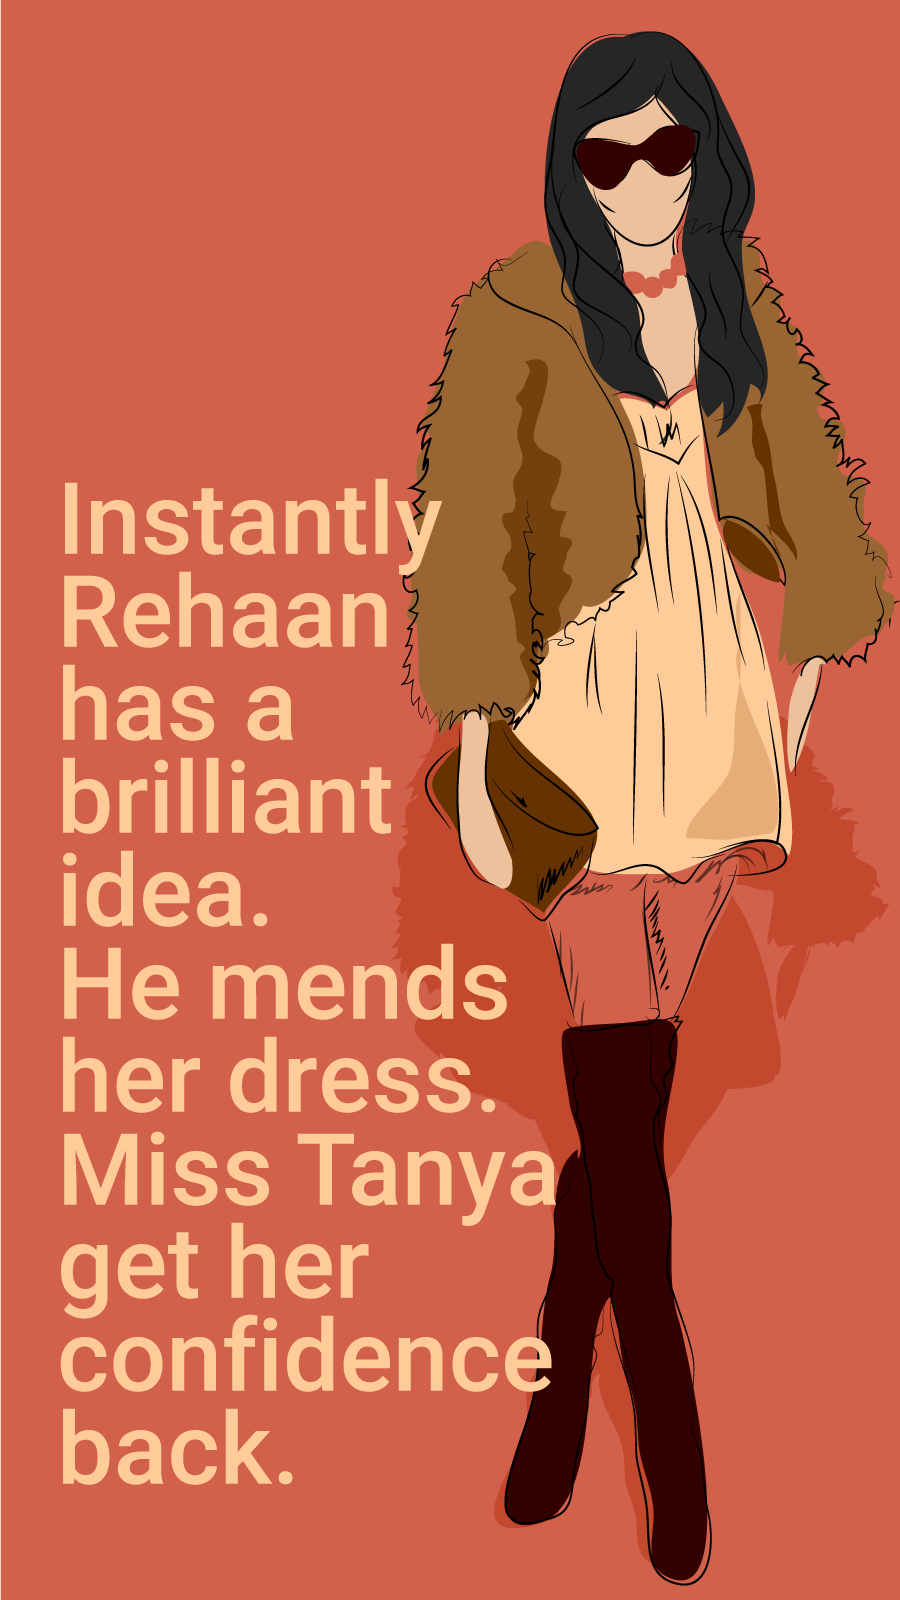 Instantly
Rehaan
has a
brilliant
idea.
He mends
her dress.
Miss Tanya
get her
confidence
back.